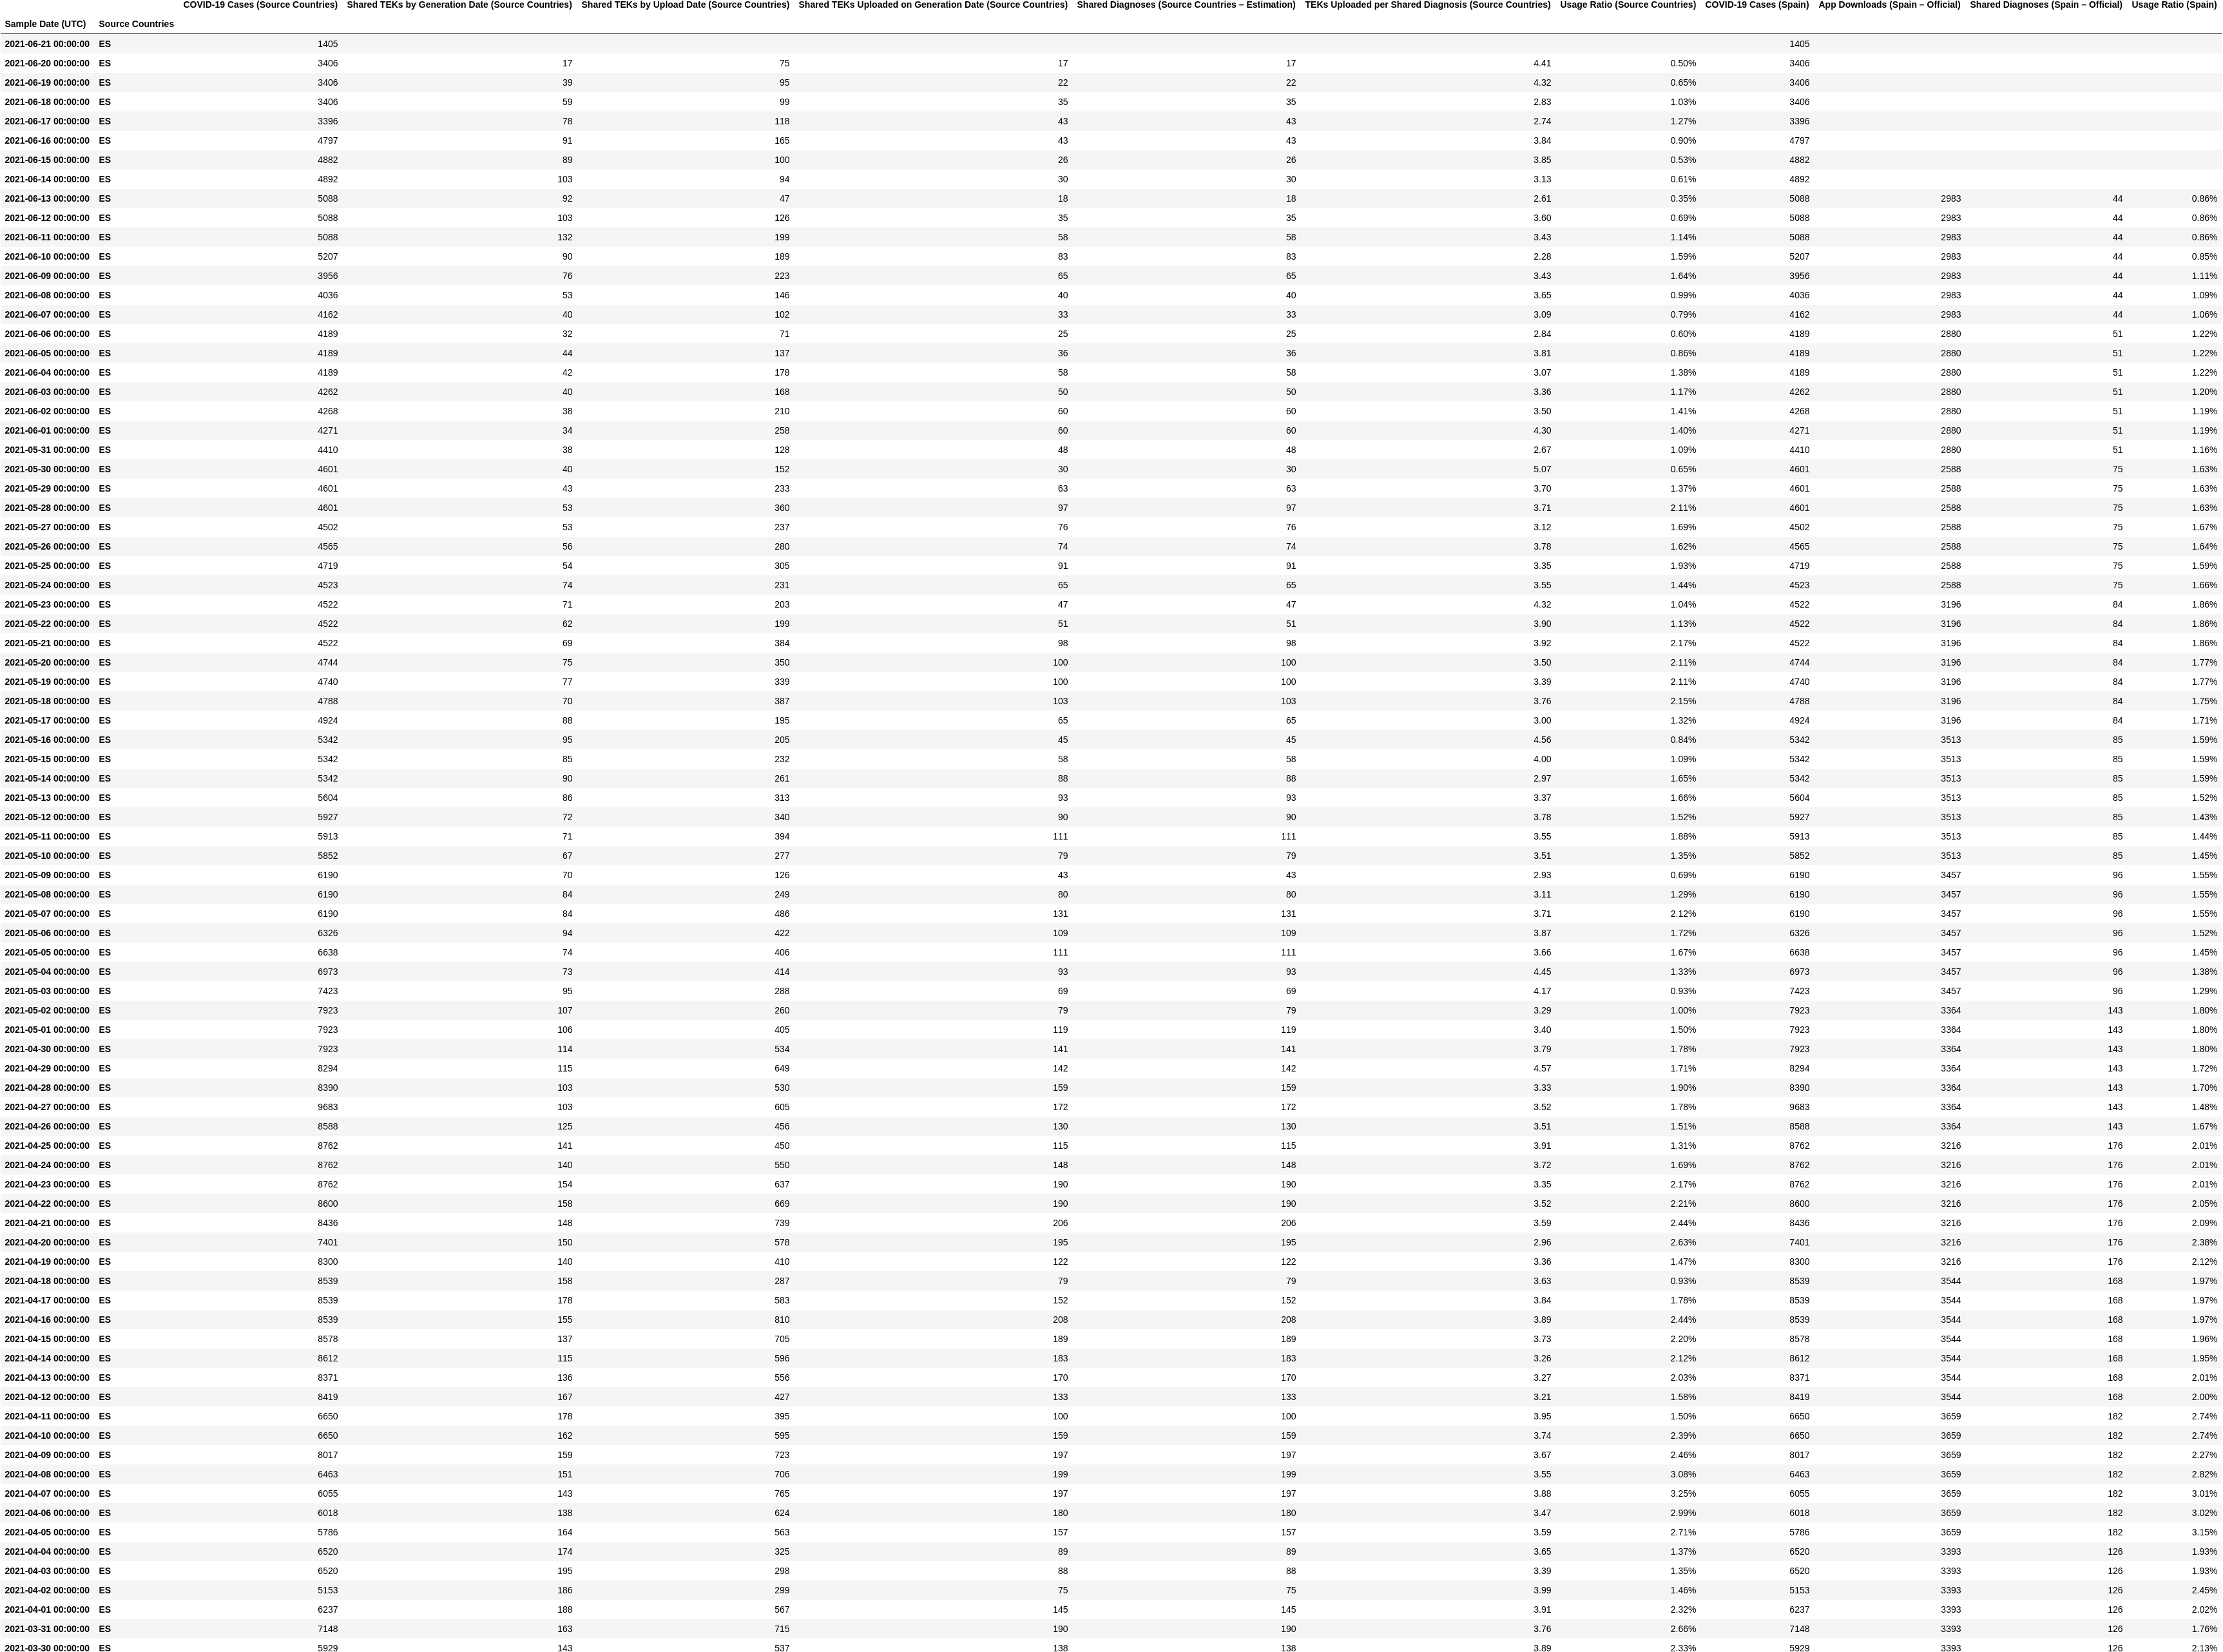 COVID-19 Cases (Source Countries) Shared TEKs by Generation Date (Source Countries) Shared TEKs by Upload Date (Source Countries) Shared TEKs Uploaded on Generation Date (Source Countries) Shared Diagnoses (Source Countries – Estimation) TEKs Uploaded per Shared Diagnosis (Source Countries) Usage Ratio (Source Countries) COVID-19 Cases (Spain) App Downloads (Spain – Official) Shared Diagnoses (Spain – Official) Usage Ratio (Spain)
Sample Date (UTC) Source Countries
2021-06-21 00:00:00 ES 1405 1405
2021-06-20 00:00:00 ES 3406 17 75 17 17 4.41 0.50% 3406
2021-06-19 00:00:00 ES 3406 39 95 22 22 4.32 0.65% 3406
2021-06-18 00:00:00 ES 3406 59 99 35 35 2.83 1.03% 3406
2021-06-17 00:00:00 ES 3396 78 118 43 43 2.74 1.27% 3396
2021-06-16 00:00:00 ES 4797 91 165 43 43 3.84 0.90% 4797
2021-06-15 00:00:00 ES 4882 89 100 26 26 3.85 0.53% 4882
2021-06-14 00:00:00 ES 4892 103 94 30 30 3.13 0.61% 4892
2021-06-13 00:00:00 ES 5088 92 47 18 18 2.61 0.35% 5088 2983 44 0.86%
2021-06-12 00:00:00 ES 5088 103 126 35 35 3.60 0.69% 5088 2983 44 0.86%
2021-06-11 00:00:00 ES 5088 132 199 58 58 3.43 1.14% 5088 2983 44 0.86%
2021-06-10 00:00:00 ES 5207 90 189 83 83 2.28 1.59% 5207 2983 44 0.85%
2021-06-09 00:00:00 ES 3956 76 223 65 65 3.43 1.64% 3956 2983 44 1.11%
2021-06-08 00:00:00 ES 4036 53 146 40 40 3.65 0.99% 4036 2983 44 1.09%
2021-06-07 00:00:00 ES 4162 40 102 33 33 3.09 0.79% 4162 2983 44 1.06%
2021-06-06 00:00:00 ES 4189 32 71 25 25 2.84 0.60% 4189 2880 51 1.22%
2021-06-05 00:00:00 ES 4189 44 137 36 36 3.81 0.86% 4189 2880 51 1.22%
2021-06-04 00:00:00 ES 4189 42 178 58 58 3.07 1.38% 4189 2880 51 1.22%
2021-06-03 00:00:00 ES 4262 40 168 50 50 3.36 1.17% 4262 2880 51 1.20%
2021-06-02 00:00:00 ES 4268 38 210 60 60 3.50 1.41% 4268 2880 51 1.19%
2021-06-01 00:00:00 ES 4271 34 258 60 60 4.30 1.40% 4271 2880 51 1.19%
2021-05-31 00:00:00 ES 4410 38 128 48 48 2.67 1.09% 4410 2880 51 1.16%
2021-05-30 00:00:00 ES 4601 40 152 30 30 5.07 0.65% 4601 2588 75 1.63%
2021-05-29 00:00:00 ES 4601 43 233 63 63 3.70 1.37% 4601 2588 75 1.63%
2021-05-28 00:00:00 ES 4601 53 360 97 97 3.71 2.11% 4601 2588 75 1.63%
2021-05-27 00:00:00 ES 4502 53 237 76 76 3.12 1.69% 4502 2588 75 1.67%
2021-05-26 00:00:00 ES 4565 56 280 74 74 3.78 1.62% 4565 2588 75 1.64%
2021-05-25 00:00:00 ES 4719 54 305 91 91 3.35 1.93% 4719 2588 75 1.59%
2021-05-24 00:00:00 ES 4523 74 231 65 65 3.55 1.44% 4523 2588 75 1.66%
2021-05-23 00:00:00 ES 4522 71 203 47 47 4.32 1.04% 4522 3196 84 1.86%
2021-05-22 00:00:00 ES 4522 62 199 51 51 3.90 1.13% 4522 3196 84 1.86%
2021-05-21 00:00:00 ES 4522 69 384 98 98 3.92 2.17% 4522 3196 84 1.86%
2021-05-20 00:00:00 ES 4744 75 350 100 100 3.50 2.11% 4744 3196 84 1.77%
2021-05-19 00:00:00 ES 4740 77 339 100 100 3.39 2.11% 4740 3196 84 1.77%
2021-05-18 00:00:00 ES 4788 70 387 103 103 3.76 2.15% 4788 3196 84 1.75%
2021-05-17 00:00:00 ES 4924 88 195 65 65 3.00 1.32% 4924 3196 84 1.71%
2021-05-16 00:00:00 ES 5342 95 205 45 45 4.56 0.84% 5342 3513 85 1.59%
2021-05-15 00:00:00 ES 5342 85 232 58 58 4.00 1.09% 5342 3513 85 1.59%
2021-05-14 00:00:00 ES 5342 90 261 88 88 2.97 1.65% 5342 3513 85 1.59%
2021-05-13 00:00:00 ES 5604 86 313 93 93 3.37 1.66% 5604 3513 85 1.52%
2021-05-12 00:00:00 ES 5927 72 340 90 90 3.78 1.52% 5927 3513 85 1.43%
2021-05-11 00:00:00 ES 5913 71 394 111 111 3.55 1.88% 5913 3513 85 1.44%
2021-05-10 00:00:00 ES 5852 67 277 79 79 3.51 1.35% 5852 3513 85 1.45%
2021-05-09 00:00:00 ES 6190 70 126 43 43 2.93 0.69% 6190 3457 96 1.55%
2021-05-08 00:00:00 ES 6190 84 249 80 80 3.11 1.29% 6190 3457 96 1.55%
2021-05-07 00:00:00 ES 6190 84 486 131 131 3.71 2.12% 6190 3457 96 1.55%
2021-05-06 00:00:00 ES 6326 94 422 109 109 3.87 1.72% 6326 3457 96 1.52%
2021-05-05 00:00:00 ES 6638 74 406 111 111 3.66 1.67% 6638 3457 96 1.45%
2021-05-04 00:00:00 ES 6973 73 414 93 93 4.45 1.33% 6973 3457 96 1.38%
2021-05-03 00:00:00 ES 7423 95 288 69 69 4.17 0.93% 7423 3457 96 1.29%
2021-05-02 00:00:00 ES 7923 107 260 79 79 3.29 1.00% 7923 3364 143 1.80%
2021-05-01 00:00:00 ES 7923 106 405 119 119 3.40 1.50% 7923 3364 143 1.80%
2021-04-30 00:00:00 ES 7923 114 534 141 141 3.79 1.78% 7923 3364 143 1.80%
2021-04-29 00:00:00 ES 8294 115 649 142 142 4.57 1.71% 8294 3364 143 1.72%
2021-04-28 00:00:00 ES 8390 103 530 159 159 3.33 1.90% 8390 3364 143 1.70%
2021-04-27 00:00:00 ES 9683 103 605 172 172 3.52 1.78% 9683 3364 143 1.48%
2021-04-26 00:00:00 ES 8588 125 456 130 130 3.51 1.51% 8588 3364 143 1.67%
2021-04-25 00:00:00 ES 8762 141 450 115 115 3.91 1.31% 8762 3216 176 2.01%
2021-04-24 00:00:00 ES 8762 140 550 148 148 3.72 1.69% 8762 3216 176 2.01%
2021-04-23 00:00:00 ES 8762 154 637 190 190 3.35 2.17% 8762 3216 176 2.01%
2021-04-22 00:00:00 ES 8600 158 669 190 190 3.52 2.21% 8600 3216 176 2.05%
2021-04-21 00:00:00 ES 8436 148 739 206 206 3.59 2.44% 8436 3216 176 2.09%
2021-04-20 00:00:00 ES 7401 150 578 195 195 2.96 2.63% 7401 3216 176 2.38%
2021-04-19 00:00:00 ES 8300 140 410 122 122 3.36 1.47% 8300 3216 176 2.12%
2021-04-18 00:00:00 ES 8539 158 287 79 79 3.63 0.93% 8539 3544 168 1.97%
2021-04-17 00:00:00 ES 8539 178 583 152 152 3.84 1.78% 8539 3544 168 1.97%
2021-04-16 00:00:00 ES 8539 155 810 208 208 3.89 2.44% 8539 3544 168 1.97%
2021-04-15 00:00:00 ES 8578 137 705 189 189 3.73 2.20% 8578 3544 168 1.96%
2021-04-14 00:00:00 ES 8612 115 596 183 183 3.26 2.12% 8612 3544 168 1.95%
2021-04-13 00:00:00 ES 8371 136 556 170 170 3.27 2.03% 8371 3544 168 2.01%
2021-04-12 00:00:00 ES 8419 167 427 133 133 3.21 1.58% 8419 3544 168 2.00%
2021-04-11 00:00:00 ES 6650 178 395 100 100 3.95 1.50% 6650 3659 182 2.74%
2021-04-10 00:00:00 ES 6650 162 595 159 159 3.74 2.39% 6650 3659 182 2.74%
2021-04-09 00:00:00 ES 8017 159 723 197 197 3.67 2.46% 8017 3659 182 2.27%
2021-04-08 00:00:00 ES 6463 151 706 199 199 3.55 3.08% 6463 3659 182 2.82%
2021-04-07 00:00:00 ES 6055 143 765 197 197 3.88 3.25% 6055 3659 182 3.01%
2021-04-06 00:00:00 ES 6018 138 624 180 180 3.47 2.99% 6018 3659 182 3.02%
2021-04-05 00:00:00 ES 5786 164 563 157 157 3.59 2.71% 5786 3659 182 3.15%
2021-04-04 00:00:00 ES 6520 174 325 89 89 3.65 1.37% 6520 3393 126 1.93%
2021-04-03 00:00:00 ES 6520 195 298 88 88 3.39 1.35% 6520 3393 126 1.93%
2021-04-02 00:00:00 ES 5153 186 299 75 75 3.99 1.46% 5153 3393 126 2.45%
2021-04-01 00:00:00 ES 6237 188 567 145 145 3.91 2.32% 6237 3393 126 2.02%
2021-03-31 00:00:00 ES 7148 163 715 190 190 3.76 2.66% 7148 3393 126 1.76%
2021-03-30 00:00:00 ES 5929 143 537 138 138 3.89 2.33% 5929 3393 126 2.13%